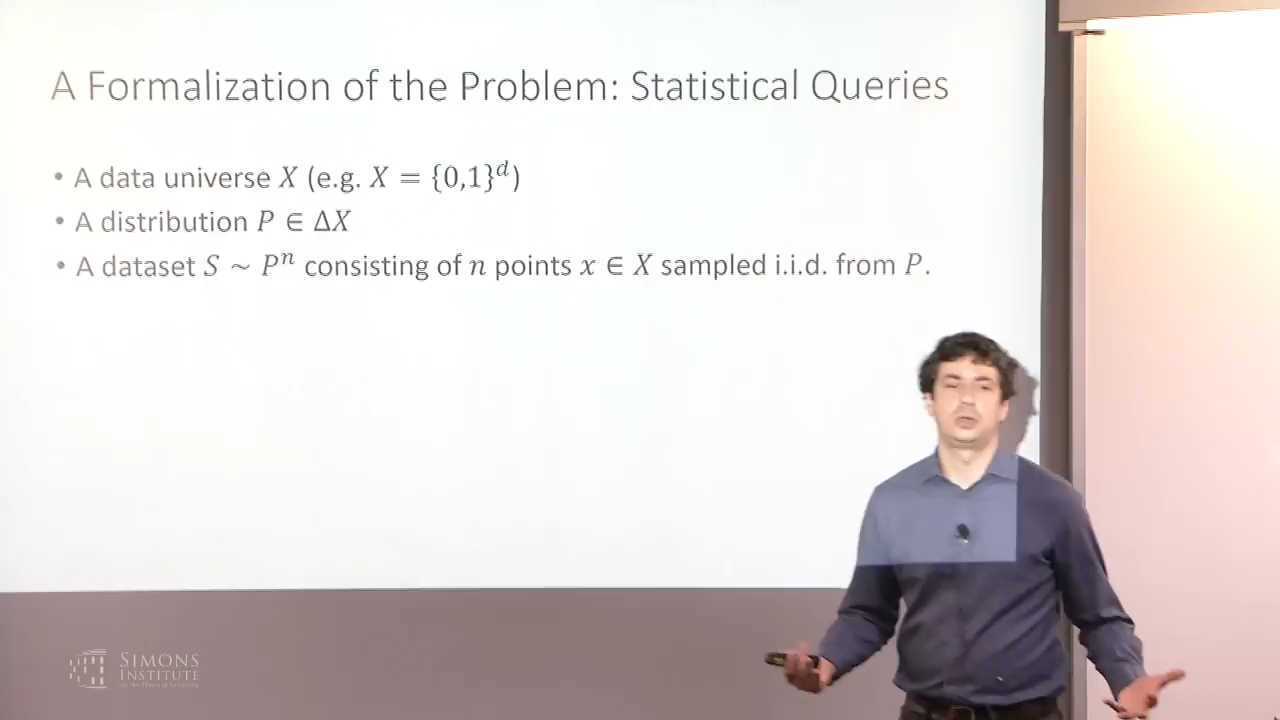 A Formalization of the Problem: Statistical Queries
• A data universe X (e.g. X = {0,1}^d)
• A distribution P ∈ ΔX
• A dataset S ~ P^n consisting of n points x ∈ X sampled i.i.d. from P.
SIMONS
INSTITUTE